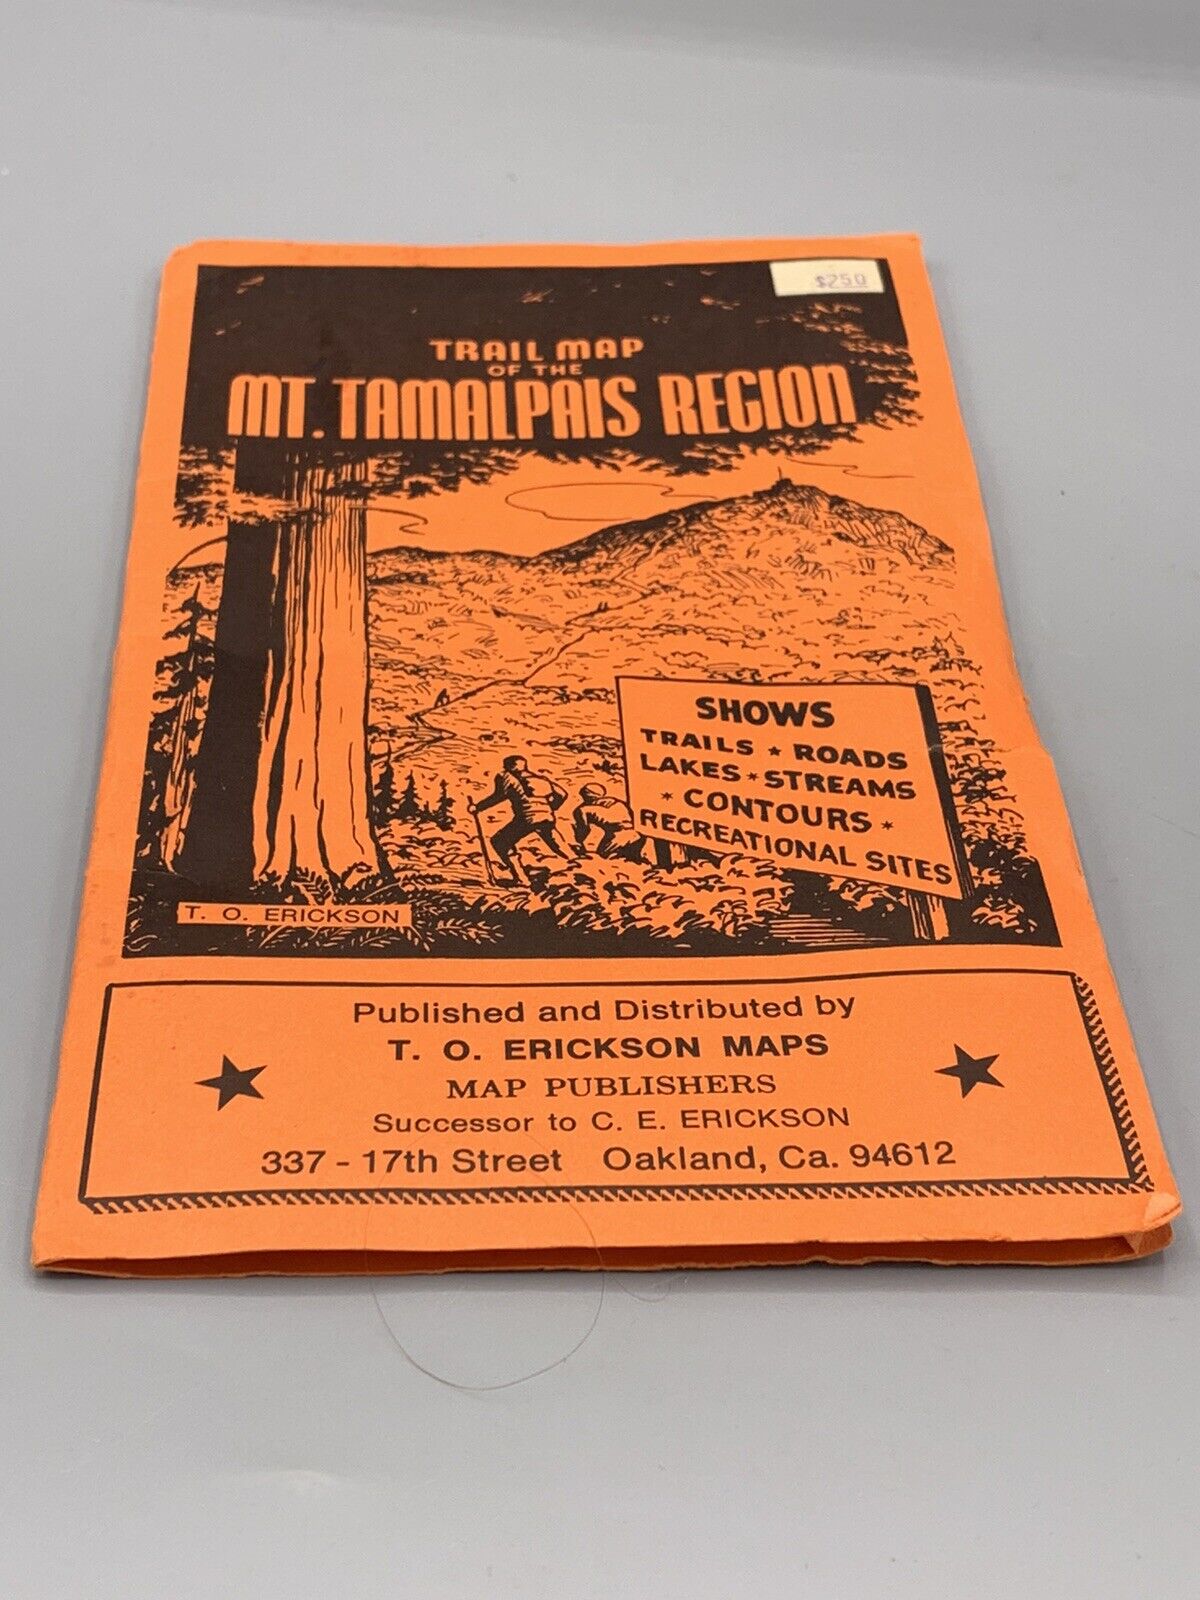 $2.50
TRAIL MAP
OF THE
MT. TAMALPAIS REGION
SHOWS
TRAILS ★ ROADS
LAKES * STREAMS
* CONTOURS *
RECREATIONAL SITES
T. O. ERICKSON
Published and Distributed by
T. O. ERICKSON MAPS
MAP PUBLISHERS
Successor to C. E. ERICKSON
337 - 17th Street Oakland, Ca. 94612